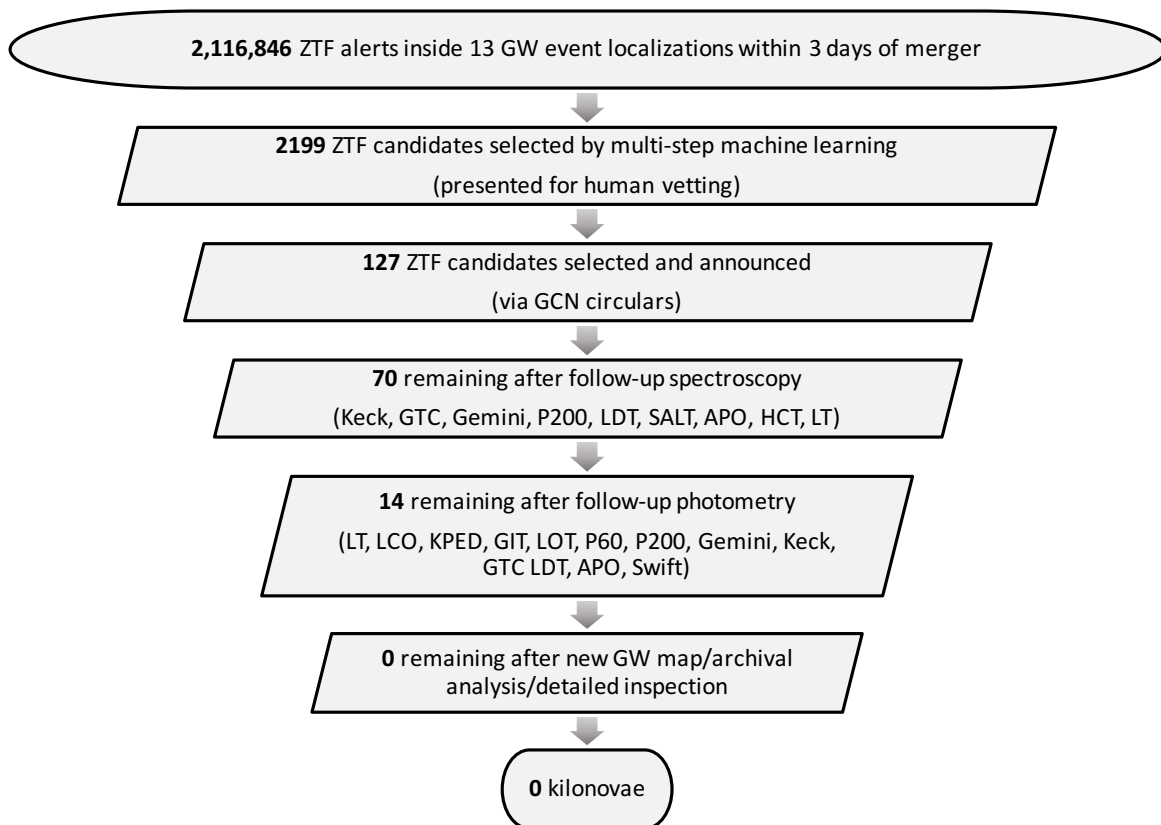 2,116,846 ZTF alerts inside 13 GW event localizations within 3 days of merger
2199 ZTF candidates selected by multi-step machine learning
(presented for human vetting)
127 ZTF candidates selected and announced
(via GCN circulars)
70 remaining after follow-up spectroscopy
(Keck, GTC, Gemini, P200, LDT, SALT, APO, HCT, LT)
14 remaining after follow-up photometry
(LT, LCO, KPED, GIT, LOT, P60, P200, Gemini, Keck,
GTC LDT, APO, Swift)
0 remaining after new GW map/archival
analysis/detailed inspection
0 kilonovae